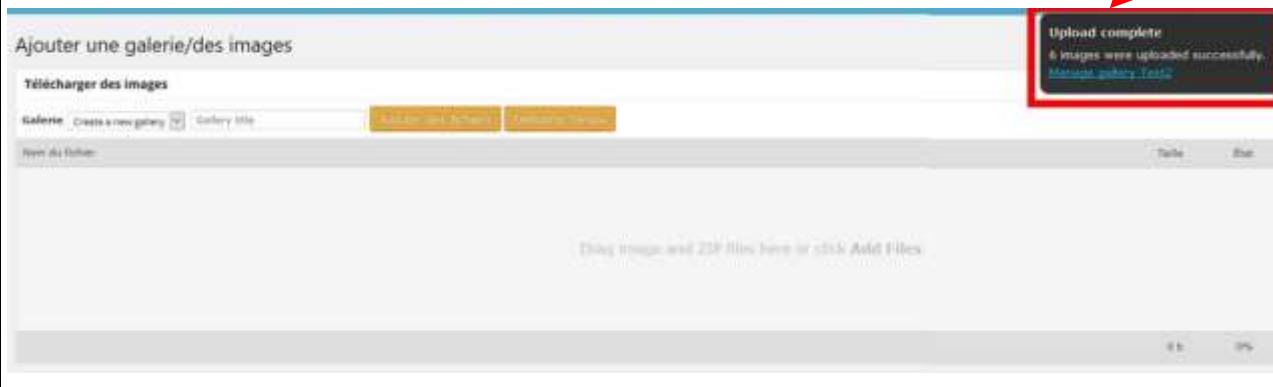 Ajouter une galerie/des images
Upload complete
6 images were uploaded successfully.
Manage gallery Test2
Télécharger des images
Galerie Create a new gallery Gallery title Ajouter des fichiers
Nom du fichier Taille État
Drag image and ZIP files here or click Add Files
0 b 0%